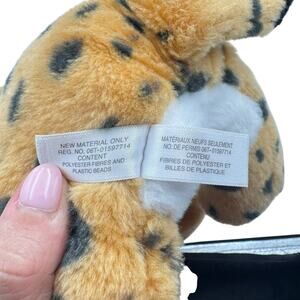 NEW MATERIAL ONLY
REG. NO. 06T-01597714
CONTENT
POLYESTER FIBRES AND
PLASTIC BEADS
MATÉRIAUX NEUFS SEULEMENT
NO: DE PERMIS 06T-01597714
CONTENU
FIBRES DE POLYESTER ET
BILLES DE PLASTIQUE